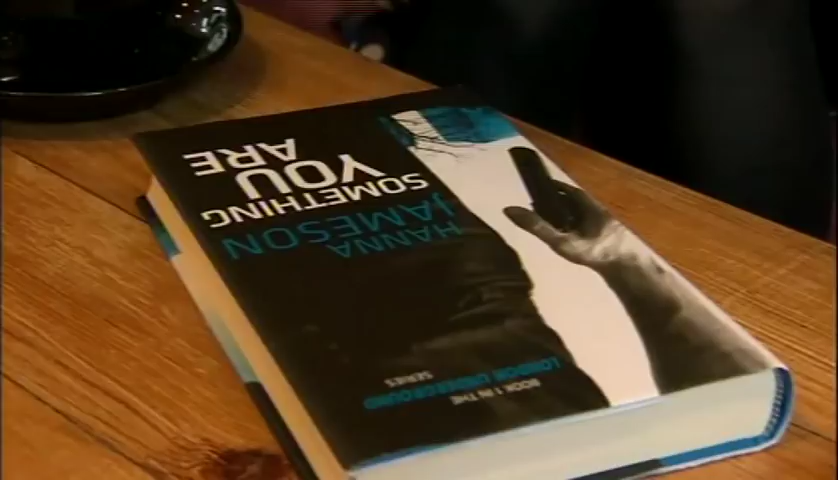 SOMETHING
YOU
ARE
HANNA
JAMESON
BOOK 1 IN THE
LONDON UNDERGROUND
SERIES